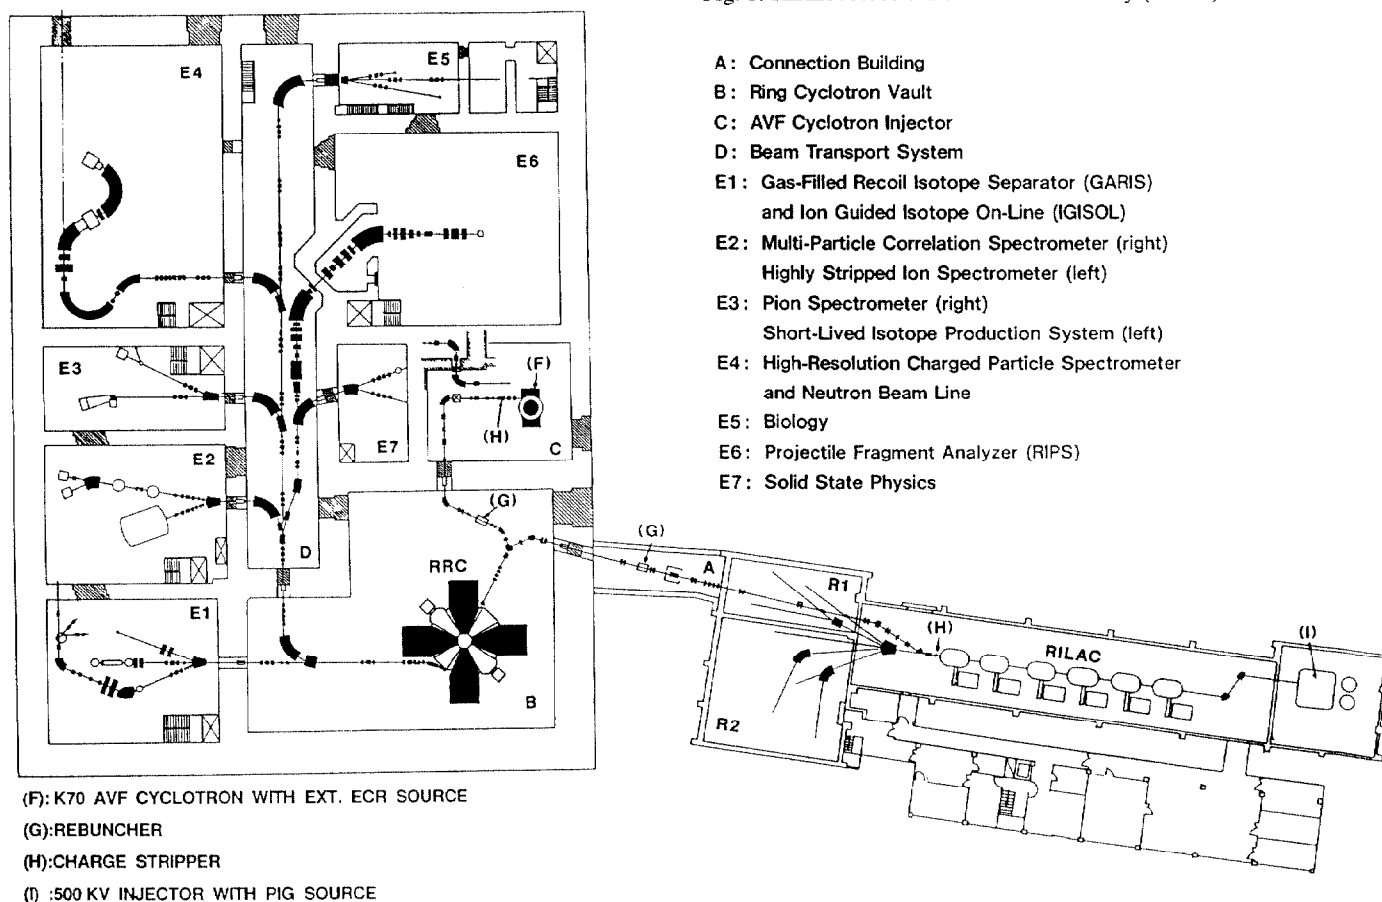 A: Connection Building
B: Ring Cyclotron Vault
C: AVF Cyclotron Injector
D: Beam Transport System
E1: Gas-Filled Recoil Isotope Separator (GARIS)
and Ion Guided Isotope On-Line (IGISOL)
E2: Multi-Particle Correlation Spectrometer (right)
Highly Stripped Ion Spectrometer (left)
E3: Pion Spectrometer (right)
Short-Lived Isotope Production System (left)
E4: High-Resolution Charged Particle Spectrometer
and Neutron Beam Line
E5: Biology
E6: Projectile Fragment Analyzer (RIPS)
E7: Solid State Physics
E4
E5
E6
E3
(F)
(H)
E7
C
E2
(G)
D
RRC
(G)
A
R1
E1
(H)
RILAC
(I)
B
R2
(F): K70 AVF CYCLOTRON WITH EXT. ECR SOURCE
(G):REBUNCHER
(H):CHARGE STRIPPER
(I) :500 KV INJECTOR WITH PIG SOURCE